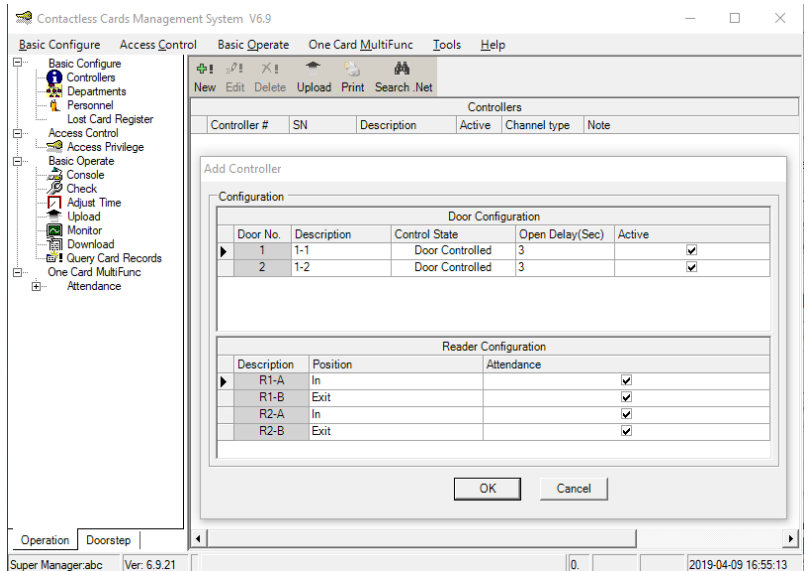 Contactless Cards Management System  V6.9
Basic Configure Access Control Basic Operate One Card MultiFunc Tools Help
Basic Configure
Controllers
Departments
Personnel
Lost Card Register
Access Control
Access Privilege
Basic Operate
Console
Check
Adjust Time
Upload
Monitor
Download
Query Card Records
One Card MultiFunc
Attendance
New Edit Delete Upload Print Search .Net
Controllers
Controller # SN Description Active Channel type Note
Add Controller
Configuration
Door Configuration
Door No. Description Control State Open Delay(Sec) Active
1 1-1 Door Controlled 3
2 1-2 Door Controlled 3
Reader Configuration
Description Position Attendance
R1-A In
R1-B Exit
R2-A In
R2-B Exit
OK Cancel
Operation Doorstep
Super Manager:abc Ver: 6.9.21 0. 2019-04-09 16:55:13